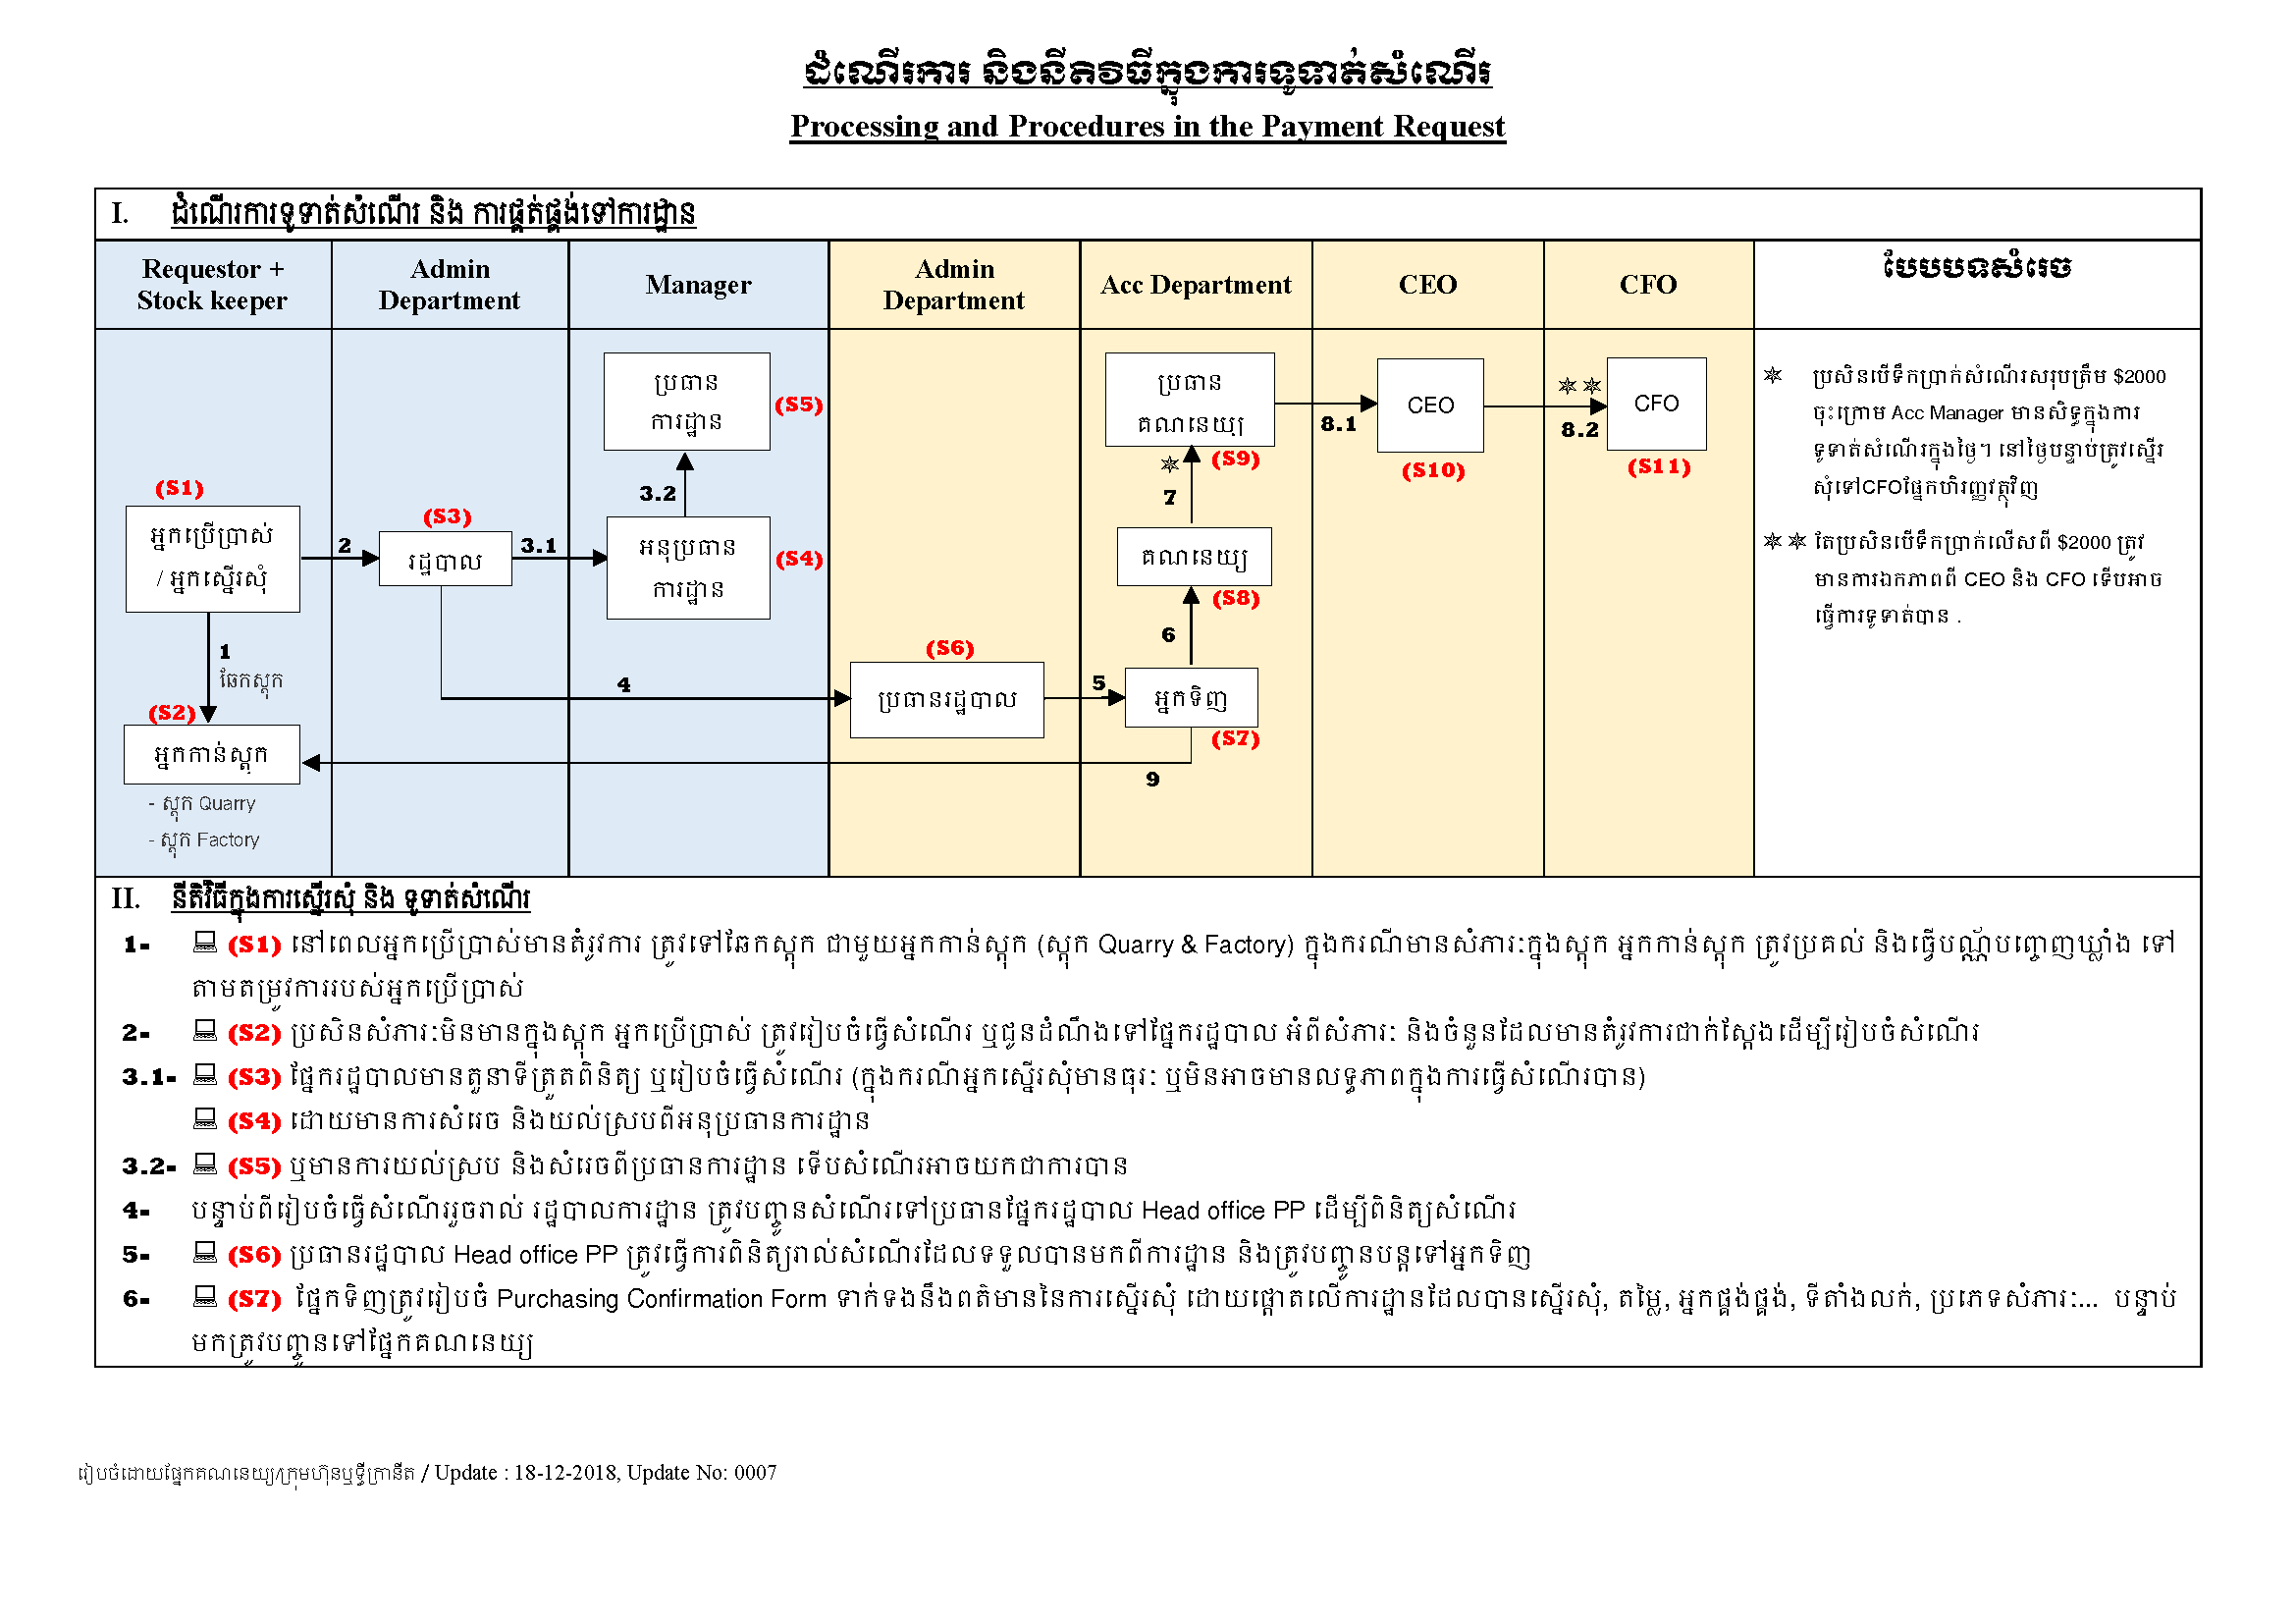 ដំណើរការ និងនីតិវិធីក្នុងការទូទាត់សំណើរ
Processing and Procedures in the Payment Request
I. ដំណើរការទូទាត់សំណើរ និង ការផ្គត់ផ្គង់ទៅការដ្ឋាន
Requestor +
Stock keeper
Admin
Department
Manager
Admin
Department
Acc Department
CEO
CFO
បែបបទសំរេច
(S1)
អ្នកប្រើប្រាស់
/ អ្នកស្នើរសុំ
1
ឆែកស្តុក
(S2)
អ្នកកាន់ស្តុក
- ស្តុក Quarry
- ស្តុក Factory
2
(S3)
រដ្ឋបាល
3.1
ប្រធាន
ការដ្ឋាន
(S5)
3.2
អនុប្រធាន
ការដ្ឋាន
(S4)
4
(S6)
ប្រធានរដ្ឋបាល
5
ប្រធាន
គណនេយ្យ
(S9)
✵
7
គណនេយ្យ
(S8)
6
អ្នកទិញ
(S7)
9
8.1
CEO
(S10)
✵ ✵
8.2
CFO
(S11)
✵ ប្រសិនបើទឹកប្រាក់សំណើរសរុបត្រឹម $2000
ចុះក្រោម Acc Manager មានសិទ្ធក្នុងការ
ទូទាត់សំណើរក្នុងថ្ងៃ។ នៅថ្ងៃបន្ទាប់ត្រូវស្នើរ
សុំទៅCFOផ្នែកហិរញ្ញវត្ថុវិញ
✵ ✵ តែប្រសិនបើទឹកប្រាក់លើសពី $2000 ត្រូវ
មានការឯកភាពពី CEO និង CFO ទើបអាច
ធ្វើការទូទាត់បាន .
II. នីតិវិធីក្នុងការស្នើរសុំ និង ទូទាត់សំណើរ
1- (S1) នៅពេលអ្នកប្រើប្រាស់មានតំរូវការ ត្រូវទៅឆែកស្តុក ជាមួយអ្នកកាន់ស្តុក (ស្តុក Quarry & Factory) ក្នុងករណីមានសំភារៈក្នុងស្តុក អ្នកកាន់ស្តុក ត្រូវប្រគល់ និងធ្វើបណ្ណ័បញ្ចេញឃ្លាំង ទៅ
តាមតម្រូវការរបស់អ្នកប្រើប្រាស់
2- (S2) ប្រសិនសំភារៈមិនមានក្នុងស្តុក អ្នកប្រើប្រាស់ ត្រូវរៀបចំធ្វើសំណើរ ឬជូនដំណឹងទៅផ្នែករដ្ឋបាល អំពីសំភារៈ និងចំនួនដែលមានតំរូវការជាក់ស្តែងដើម្បីរៀបចំសំណើរ
3.1- (S3) ផ្នែករដ្ឋបាលមានតួនាទីត្រួតពិនិត្យ ឬរៀបចំធ្វើសំណើរ (ក្នុងករណីអ្នកស្នើរសុំមានធុរៈ ឬមិនអាចមានលទ្ធភាពក្នុងការធ្វើសំណើរបាន)
(S4) ដោយមានការសំរេច និងយល់ស្របពីអនុប្រធានការដ្ឋាន
3.2- (S5) ឬមានការយល់ស្រប និងសំរេចពីប្រធានការដ្ឋាន ទើបសំណើរអាចយកជាការបាន
4- បន្ទាប់ពីរៀបចំធ្វើសំណើររួចរាល់ រដ្ឋបាលការដ្ឋាន ត្រូវបញ្ជូនសំណើរទៅប្រធានផ្នែករដ្ឋបាល Head office PP ដើម្បីពិនិត្យសំណើរ
5- (S6) ប្រធានរដ្ឋបាល Head office PP ត្រូវធ្វើការពិនិត្យរាល់សំណើរដែលទទួលបានមកពីការដ្ឋាន និងត្រូវបញ្ជូនបន្តទៅអ្នកទិញ
6- (S7) ផ្នែកទិញត្រូវរៀបចំ Purchasing Confirmation Form ទាក់ទងនឹងពត៌មាននៃការស្នើរសុំ ដោយផ្តោតលើការដ្ឋានដែលបានស្នើរសុំ, តម្លៃ, អ្នកផ្គង់ផ្គង់, ទីតាំងលក់, ប្រភេទសំភារៈ... បន្ទាប់
មកត្រូវបញ្ជូនទៅផ្នែកគណនេយ្យ
រៀបចំដោយផ្នែកគណនេយ្យ/ក្រុមហ៊ុនឬទ្ធីក្រានីត / Update : 18-12-2018, Update No: 0007